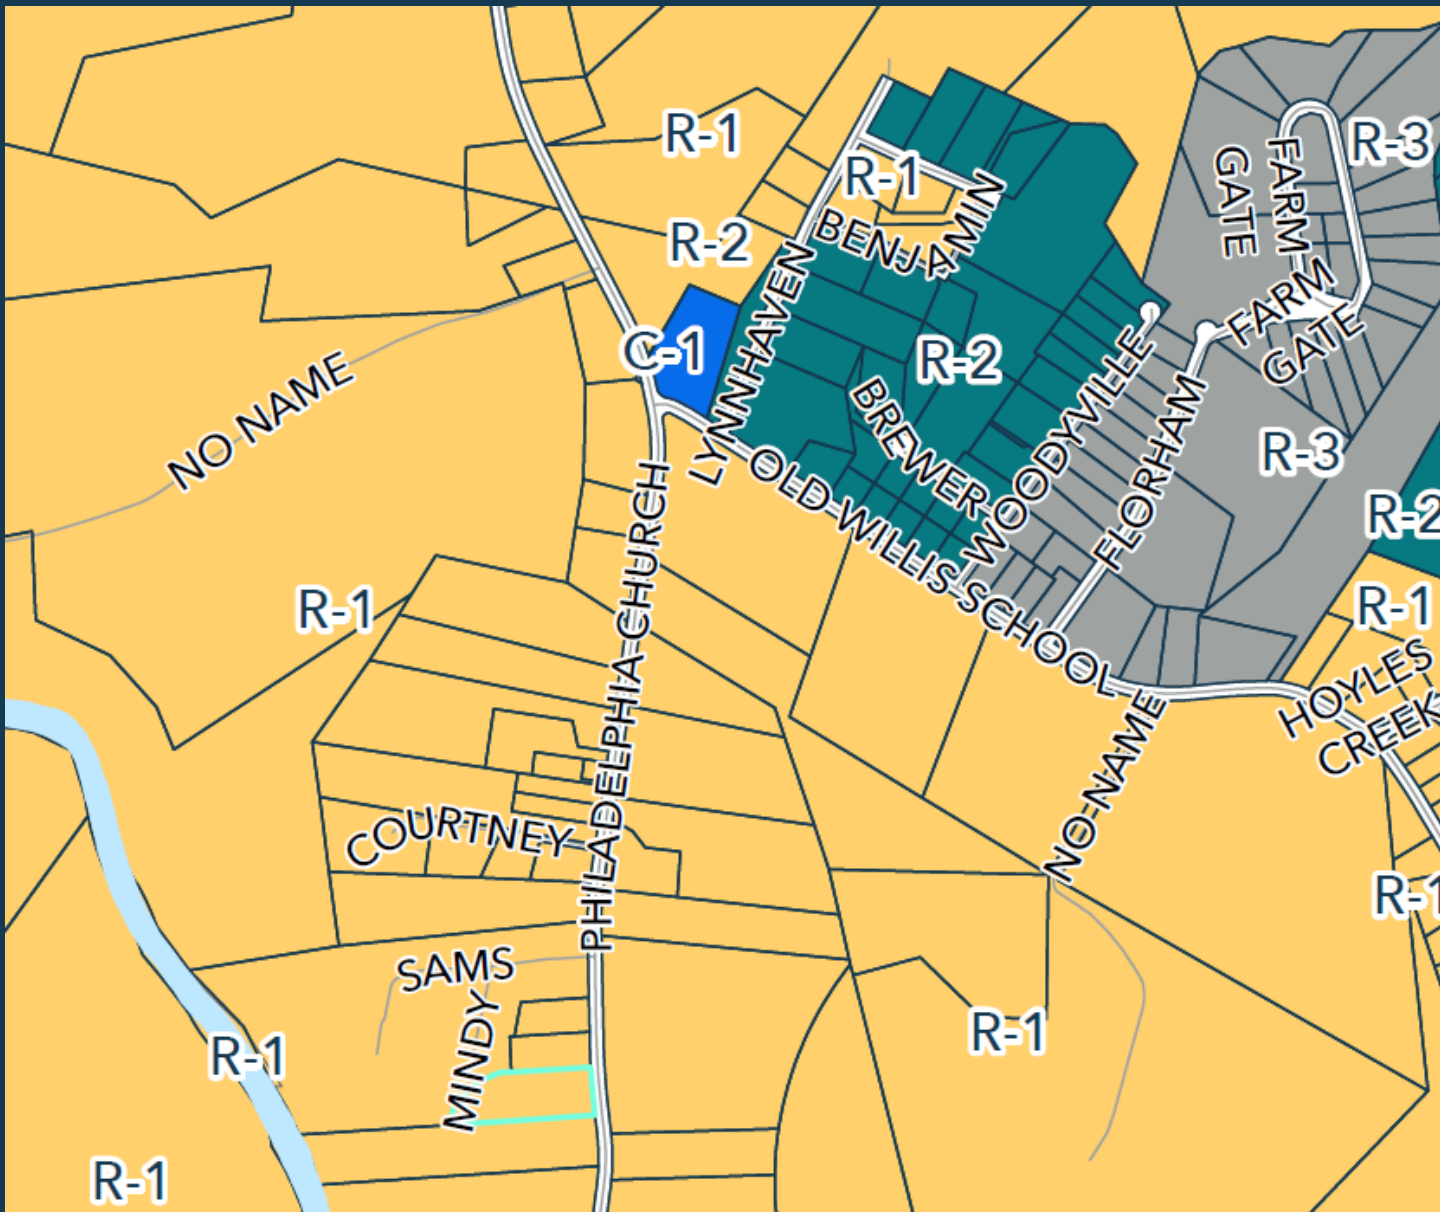 R-1
R-3
FARM
GATE
R-1
BENJAMIN
R-2
LYNNHAVEN
FARM
GATE
C-1
R-2
NO NAME
WOODYVILLE
FLORHAM
BREWER
R-3
OLD WILLIS SCHOOL
R-2
PHILADELPHIA CHURCH
R-1
R-1
HOYLES
CREEK
NO NAME
COURTNEY
R-1
SAMS
MINDY
R-1
R-1
R-1